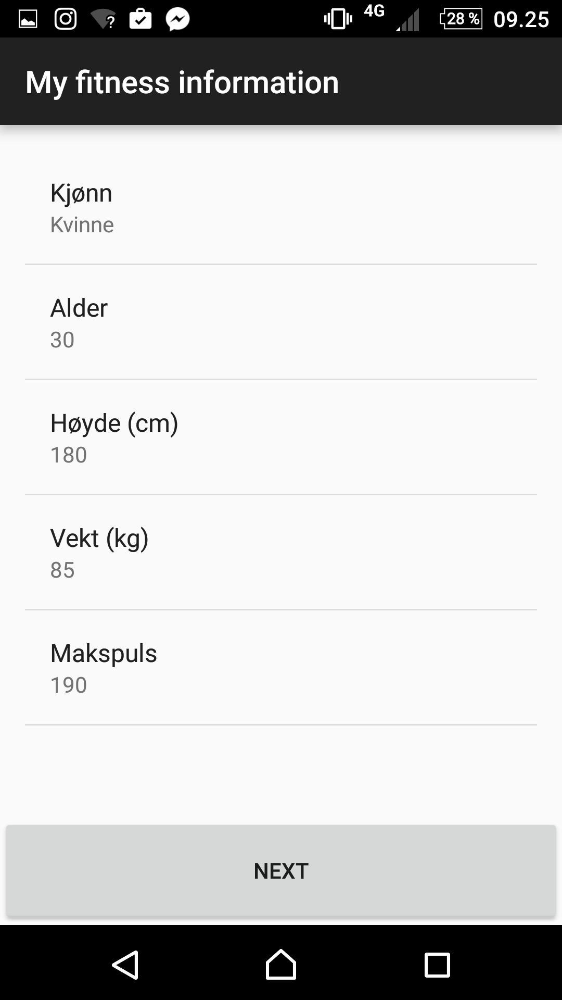 4G 28 % 09.25
My fitness information
Kjønn
Kvinne
Alder
30
Høyde (cm)
180
Vekt (kg)
85
Makspuls
190
NEXT